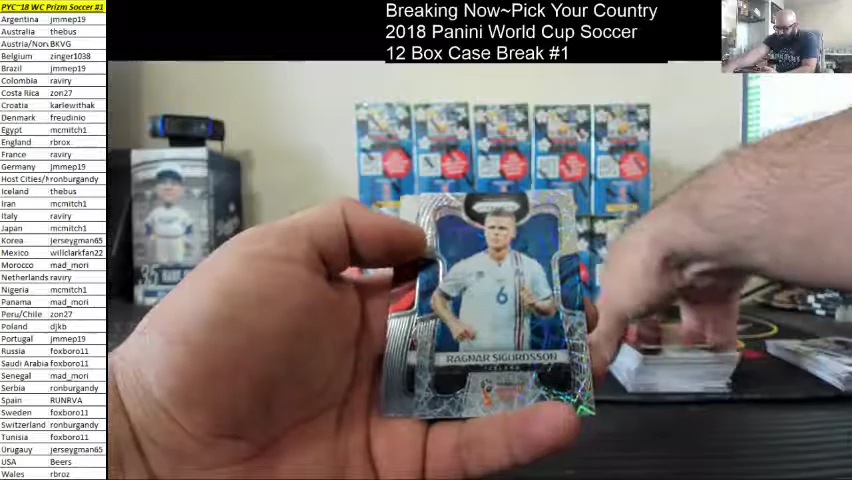 PYC~18 WC Prizm Soccer #1
Argentina jmmep19
Australia thebus
Austria/Nor BKVG
Belgium zinger1038
Brazil jmmep19
Colombia raviry
Costa Rica zon27
Croatia karlewithak
Denmark freudinio
Egypt mcmitch1
England rbrox
France raviry
Germany jmmep19
Host Cities/ ronburgandy
Iceland thebus
Iran mcmitch1
Italy raviry
Japan mcmitch1
Korea jerseygman65
Mexico willclarkfan22
Morocco mad_mori
Netherlands raviry
Nigeria mcmitch1
Panama mad_mori
Peru/Chile zon27
Poland djkb
Portugal jmmep19
Russia foxboro11
Saudi Arabia foxboro11
Senegal mad_mori
Serbia ronburgandy
Spain RUNRVA
Sweden foxboro11
Switzerland ronburgandy
Tunisia foxboro11
Urugauy jerseygman65
USA Beers
Wales rbroz
Breaking Now~Pick Your Country
2018 Panini World Cup Soccer
12 Box Case Break #1
6
RAGNAR SIGURDSSON
ICELAND
35